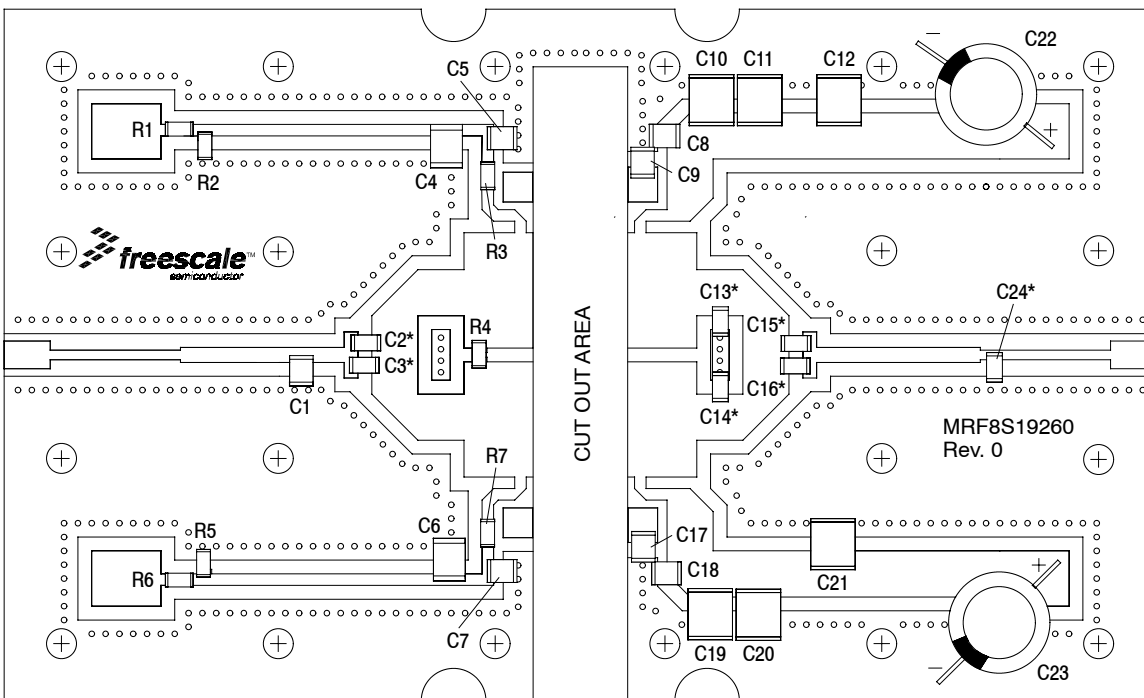 C22
C10
C11
C12
C5
−
R1
+
C8
R2
C4
C9
R3
freescale™
semiconductor
C13*
C24*
C2*
R4
C15*
C3*
C16*
C1
C14*
CUT OUT AREA
MRF8S19260
Rev. 0
R7
R5
C6
C17
C18
+
R6
C21
C7
C19
C20
−
C23